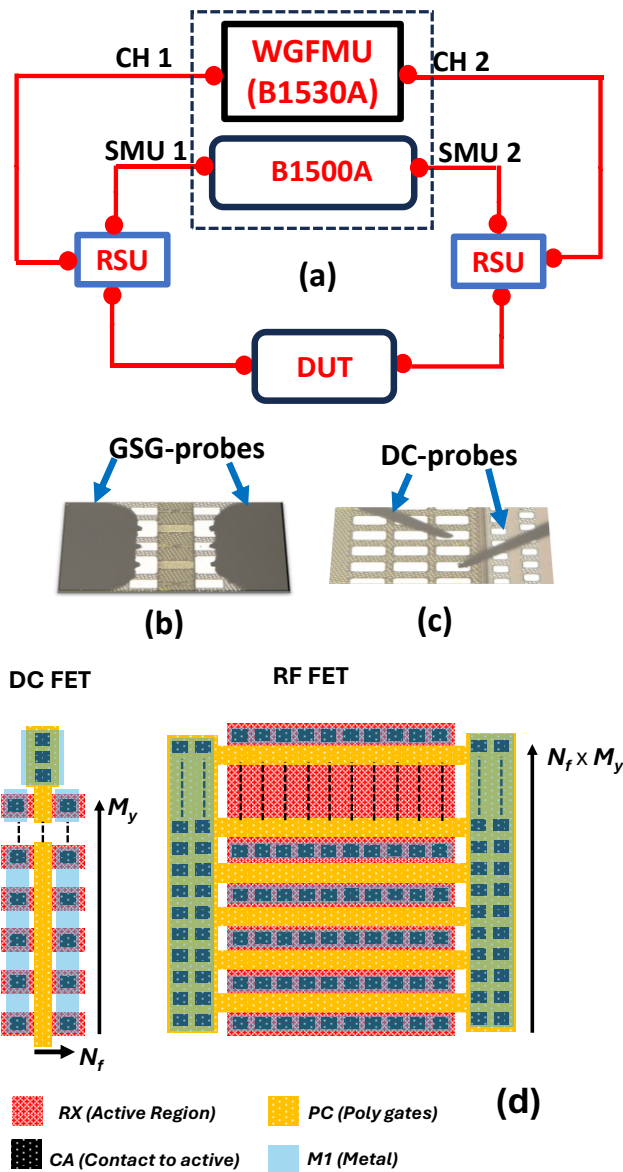 CH 1
WGFMU
(B1530A)
CH 2
SMU 1
B1500A
SMU 2
RSU
(a)
RSU
DUT
GSG-probes
DC-probes
(b)
(c)
DC FET
RF FET
M_y
N_f x M_y
N_f
RX (Active Region)
PC (Poly gates)
(d)
CA (Contact to active)
M1 (Metal)